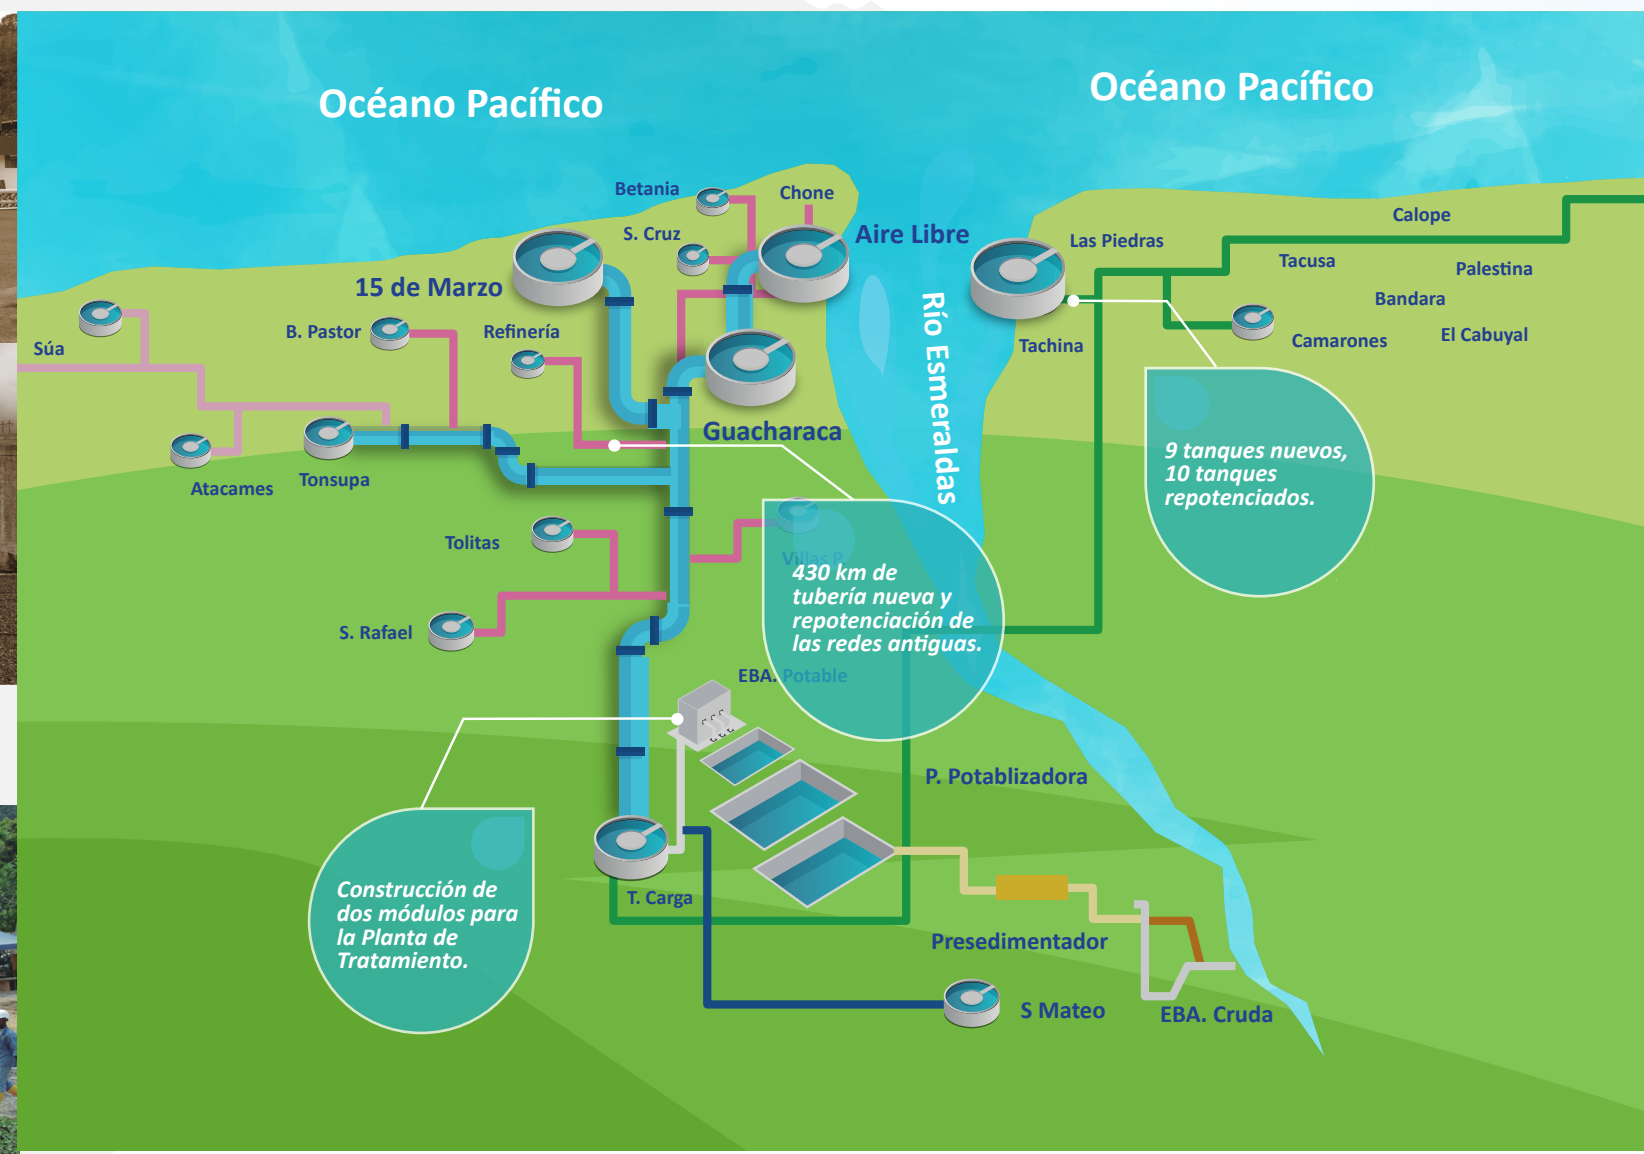 Océano Pacífico
Océano Pacífico
Betania
Chone
S. Cruz
Aire Libre
15 de Marzo
B. Pastor
Refinería
Súa
Guacharaca
Atacames
Tonsupa
Tolitas
S. Rafael
Villas P.
Río Esmeraldas
Las Piedras
Tachina
Calope
Tacusa
Palestina
Bandara
Camarones
El Cabuyal
9 tanques nuevos,
10 tanques
repotenciados.
430 km de
tubería nueva y
repotenciación de
las redes antiguas.
EBA. Potable
P. Potablizadora
T. Carga
Construcción de
dos módulos para
la Planta de
Tratamiento.
Presedimentador
S Mateo
EBA. Cruda